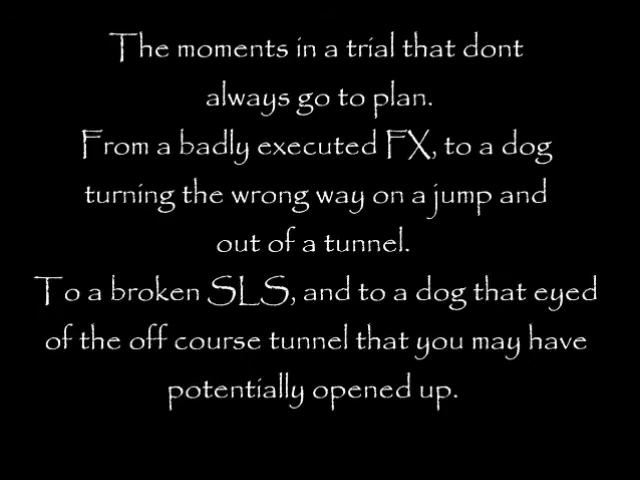 The moments in a trial that dont
always go to plan.
From a badly executed FX, to a dog
turning the wrong way on a jump and
out of a tunnel.
To a broken SLS, and to a dog that eyed
of the off course tunnel that you may have
potentially opened up.